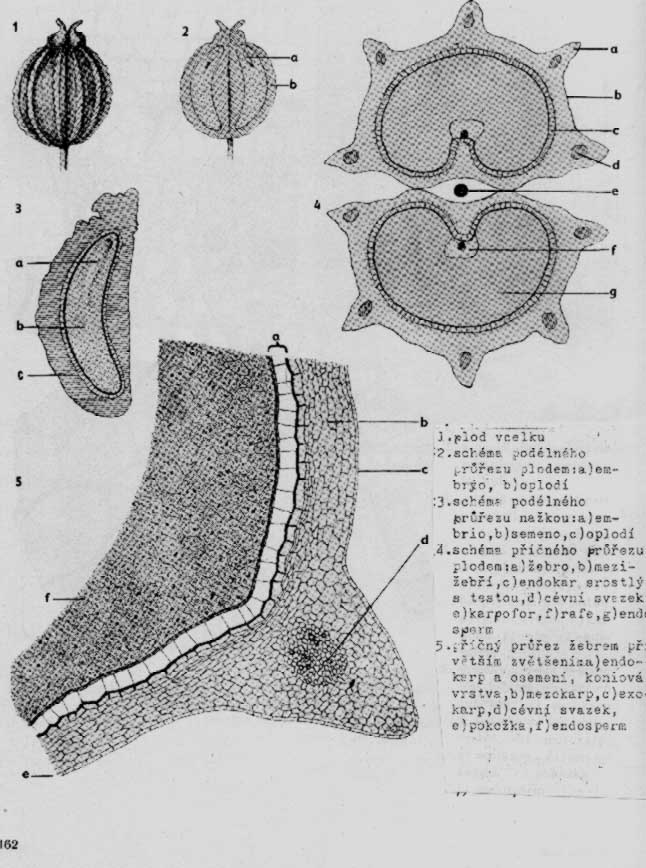 1
2
a
b
a
b
c
d
e
3
4
a
f
b
g
c
a
b
5
c
d
f
e
1.plod vcelku
2.schéma podélného
průřezu plodem:a)em-
bryo, b)oplodí
3.schéma podélného
průřezu nažkou:a)em-
brio,b)semeno,c)oplodí
4.schéma příčného průřezu
plodem:a)žebro,b)mezi-
žebří,c)endokar srostlý
s testou,d)cévní svazek
e)karpofor,f)rafe,g)endo
sperm
5.příčný průřez žebrem při
větším zvětšení:a)endo-
karp a osemení, koniová
vrstva,b)mezokarp,c)exo-
karp,d)cévní svazek,
e)pokožka,f)endosperm
162